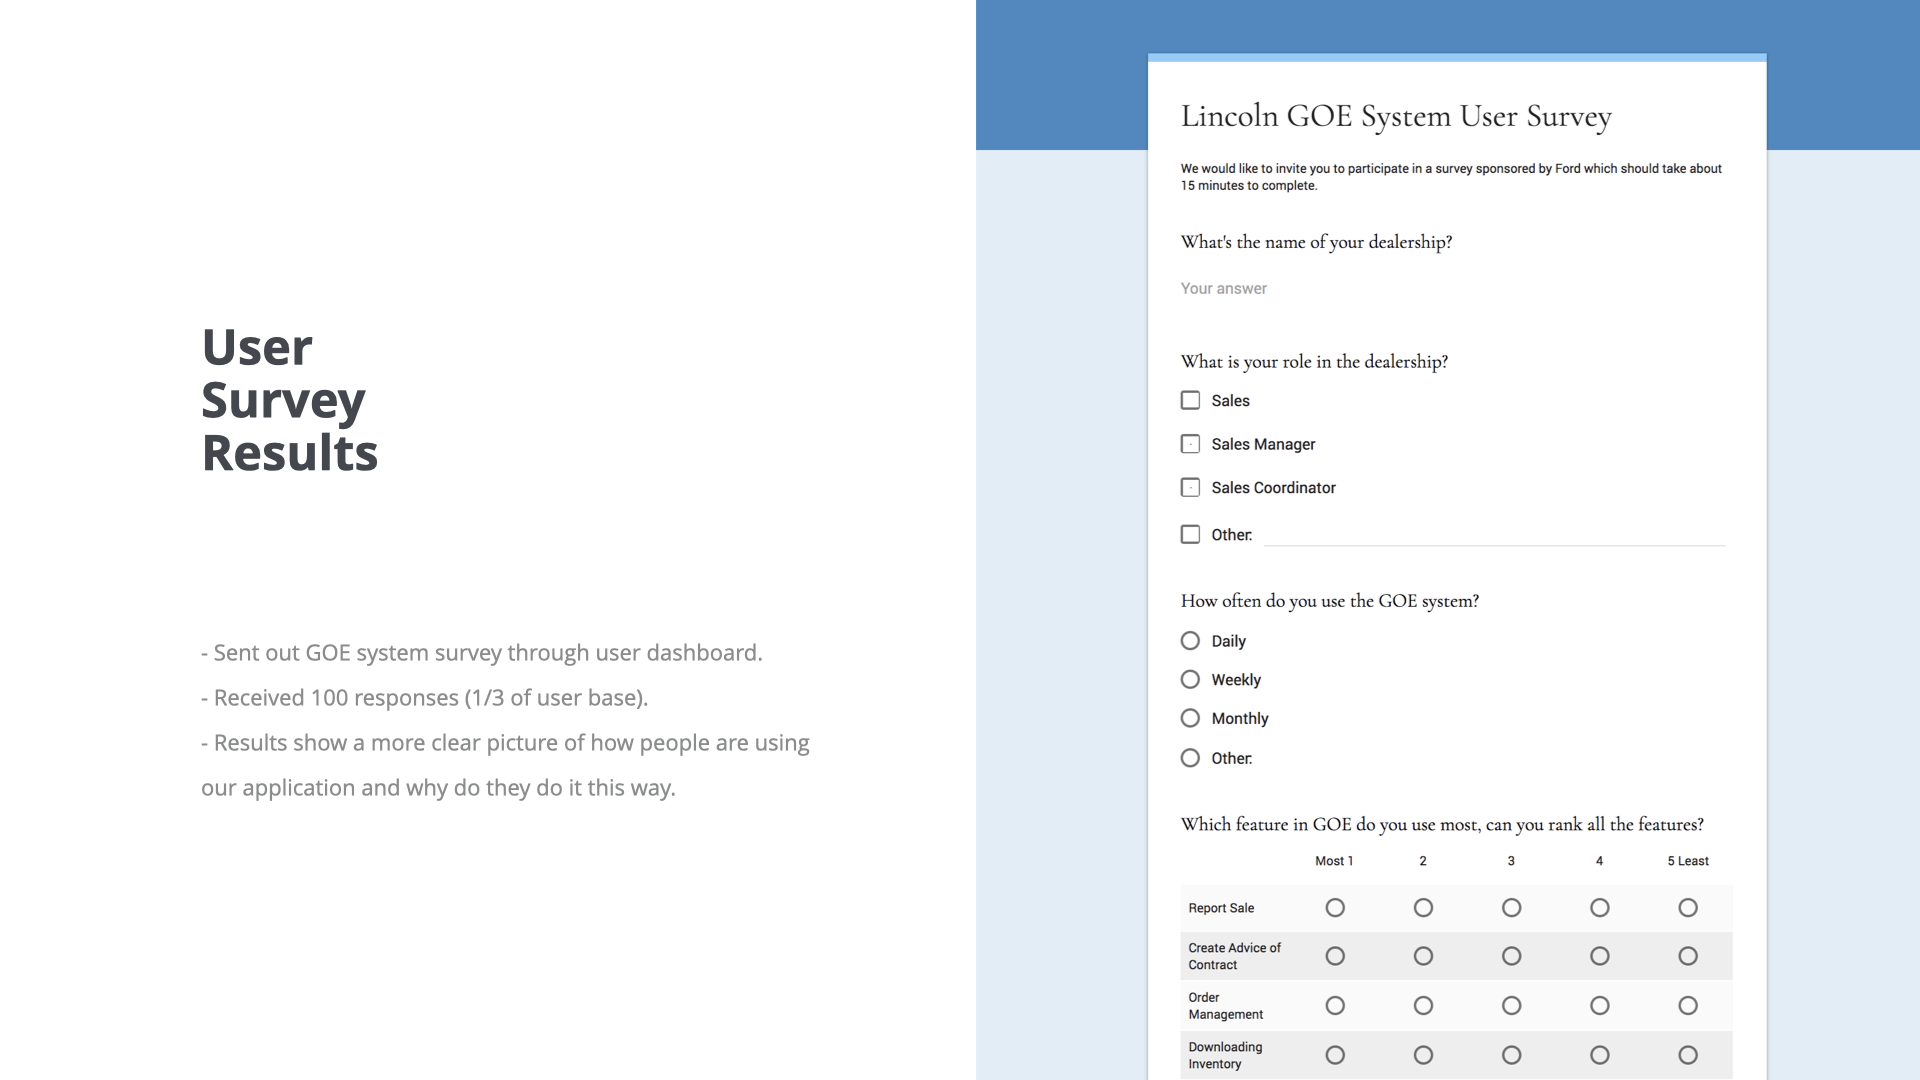 User
Survey
Results
- Sent out GOE system survey through user dashboard.
- Received 100 responses (1/3 of user base).
- Results show a more clear picture of how people are using
our application and why do they do it this way.
Lincoln GOE System User Survey
We would like to invite you to participate in a survey sponsored by Ford which should take about
15 minutes to complete.
What's the name of your dealership?
Your answer
What is your role in the dealership?
Sales
Sales Manager
Sales Coordinator
Other:
How often do you use the GOE system?
Daily
Weekly
Monthly
Other:
Which feature in GOE do you use most, can you rank all the features?
Most 1 2 3 4 5 Least
Report Sale
Create Advice of
Contract
Order
Management
Downloading
Inventory